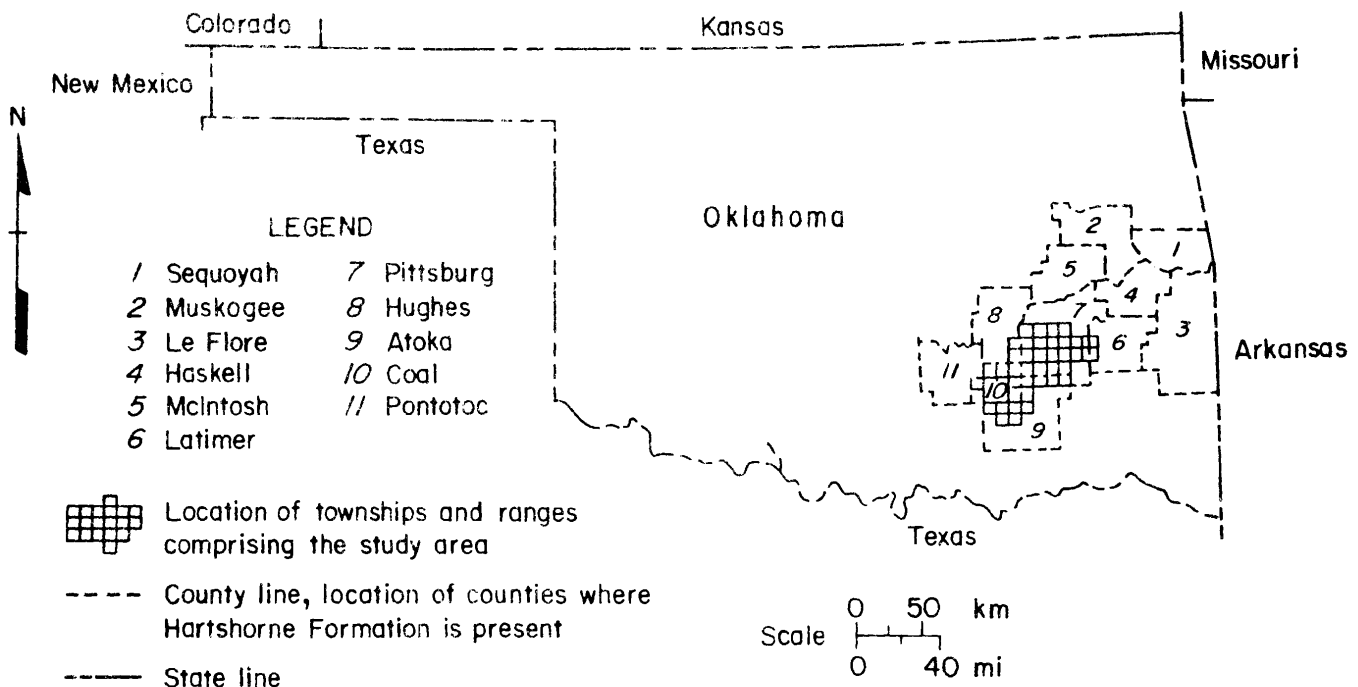 Colorado
Kansas
Missouri
New Mexico
N
Texas
Oklahoma
LEGEND
1 Sequoyah 7 Pittsburg
2 Muskogee 8 Hughes
3 Le Flore 9 Atoka
4 Haskell 10 Coal
5 McIntosh 11 Pontotoc
6 Latimer
2
1
5
4
8
7
3
6
11
10
9
Arkansas
Location of townships and ranges
comprising the study area
Texas
County line, location of counties where
Hartshorne Formation is present
0 50 km
Scale
0 40 mi
State line